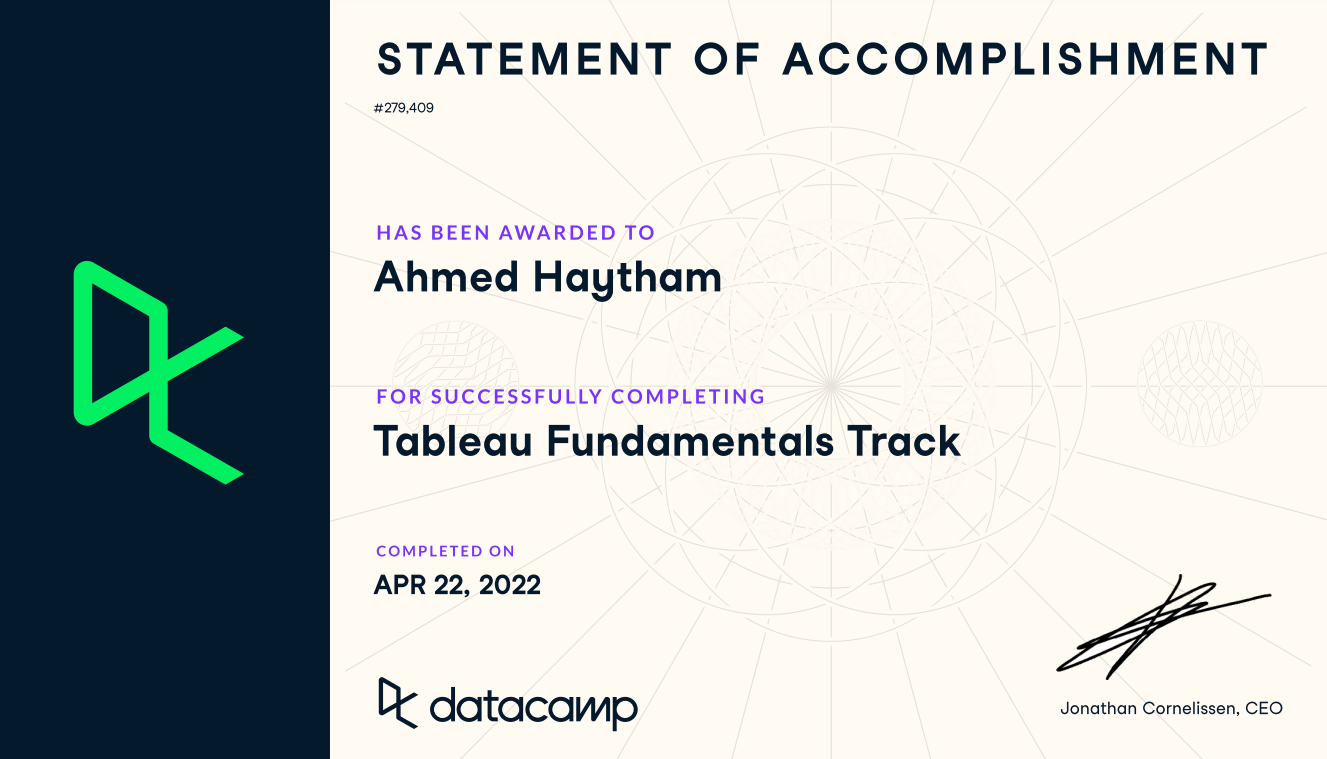 STATEMENT OF ACCOMPLISHMENT
#279,409
HAS BEEN AWARDED TO
Ahmed Haytham
FOR SUCCESSFULLY COMPLETING
Tableau Fundamentals Track
COMPLETED ON
APR 22, 2022
datacamp
Jonathan Cornelissen, CEO